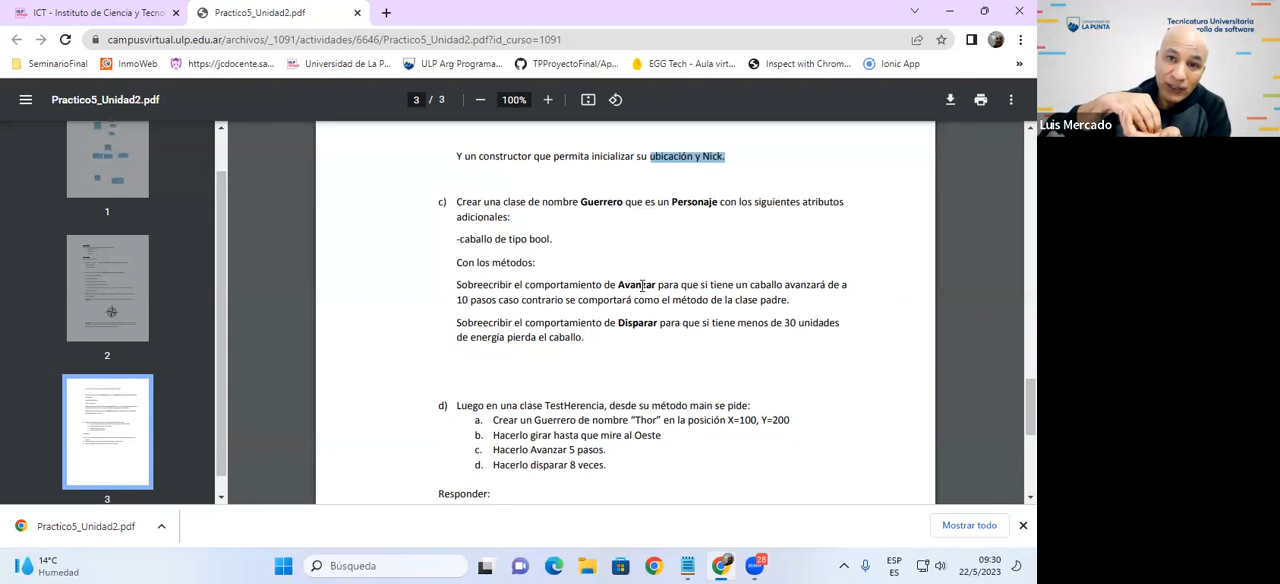 ICT - Instituto de Ciencia y Tecno
Practico5_Unidad2.pdf
campusvirtual.ulp.edu.ar/archivos/_1091/actividades/6646/Practico5_Unidad2.pdf?id_curso=1091
SeminarioFinal
InmoWeb
https://jcdocente.sa...
Universidad de La P...
ULP Arg Program...
TPProyectoFinal/Ap...
EGG Tech - Aula virt...
Inspect with Chrom...
Ionic App
»
Practico5_Unidad2.pdf
3 / 3
100%
1
2
3
Y un constructor que permita inicializar su ubicación y Nick.
c) Crear una clase de nombre Guerrero que es un Personaje con los siguientes atributos
adicionales:
-caballo de tipo bool.
Con los métodos:
Sobreecribir el comportamiento de Avanzar para que si tiene un caballo avanzará de a
10 pasos caso contrario se comportará como el método de la clase padre.
Sobreecribir el comportamiento de Disparar para que si tiene menos de 30 unidades
de energía pierda el caballo.
d) Luego en una clase TestHerencia, desde su método main se pide:
a. Crear un Guerrero de nombre “Thor” en la posición X=100, Y=200
b. Hacerlo girar hasta que mire al Oeste
c. Hacerlo Avanzar 5 pasos.
d. Hacerlo disparar 8 veces.
Responder:
Practico5_Unidad2.pdf
Mostrar todo
14°C
Humedad
Búsqueda
28
ESP
ES
09:30
22/5/2023
Universidad de
LA PUNTA
Tecnicatura Universitaria
rrollo de software
Luis Mercado